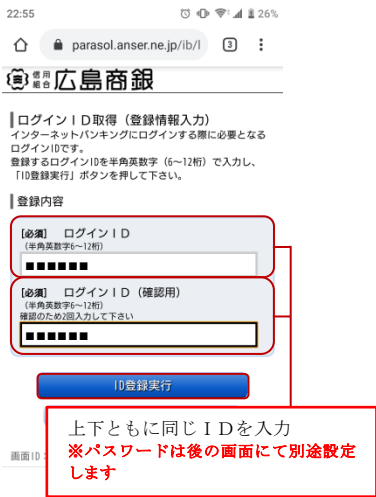 22:55
26%
parasol.anser.ne.jp/ib/l
3
信用組合 広島商銀
ログインＩＤ取得（登録情報入力）
インターネットバンキングにログインする際に必要となる
ログインIDです。
登録するログインIDを半角英数字（6～12桁）で入力し、
「ID登録実行」ボタンを押して下さい。
登録内容
[必須] ログインＩＤ
（半角英数字6～12桁）
■■■■■■
[必須] ログインＩＤ（確認用）
（半角英数字6～12桁）
確認のため2回入力して下さい
■■■■■■
ID登録実行
上下ともに同じＩＤを入力
※パスワードは後の画面にて別途設定
します
画面ID：